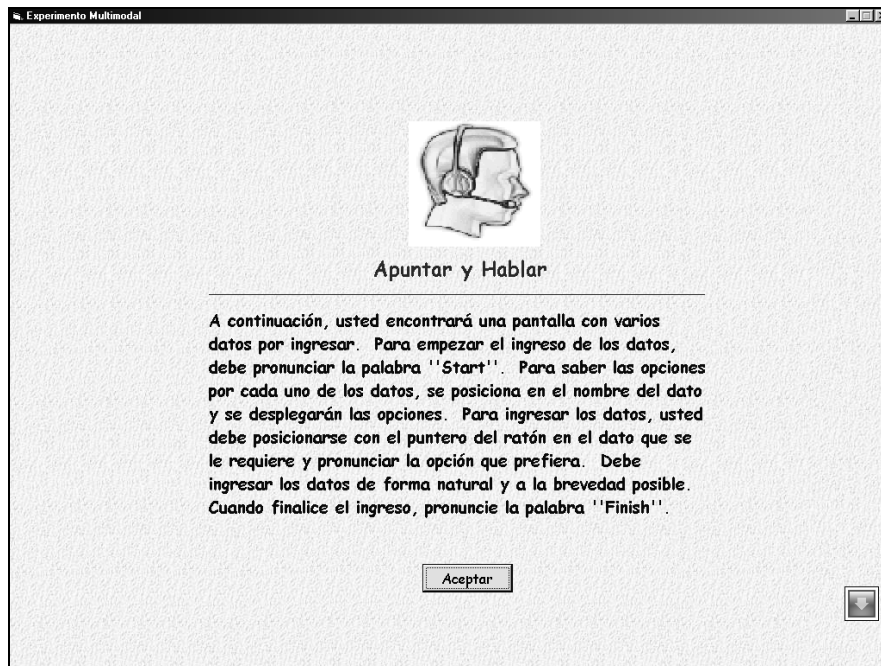 Experimento Multimodal
Apuntar y Hablar
A continuación, usted encontrará una pantalla con varios
datos por ingresar. Para empezar el ingreso de los datos,
debe pronunciar la palabra ''Start''. Para saber las opciones
por cada uno de los datos, se posiciona en el nombre del dato
y se desplegarán las opciones. Para ingresar los datos, usted
debe posicionarse con el puntero del ratón en el dato que se
le requiere y pronunciar la opción que prefiera. Debe
ingresar los datos de forma natural y a la brevedad posible.
Cuando finalice el ingreso, pronuncie la palabra ''Finish''.
Aceptar